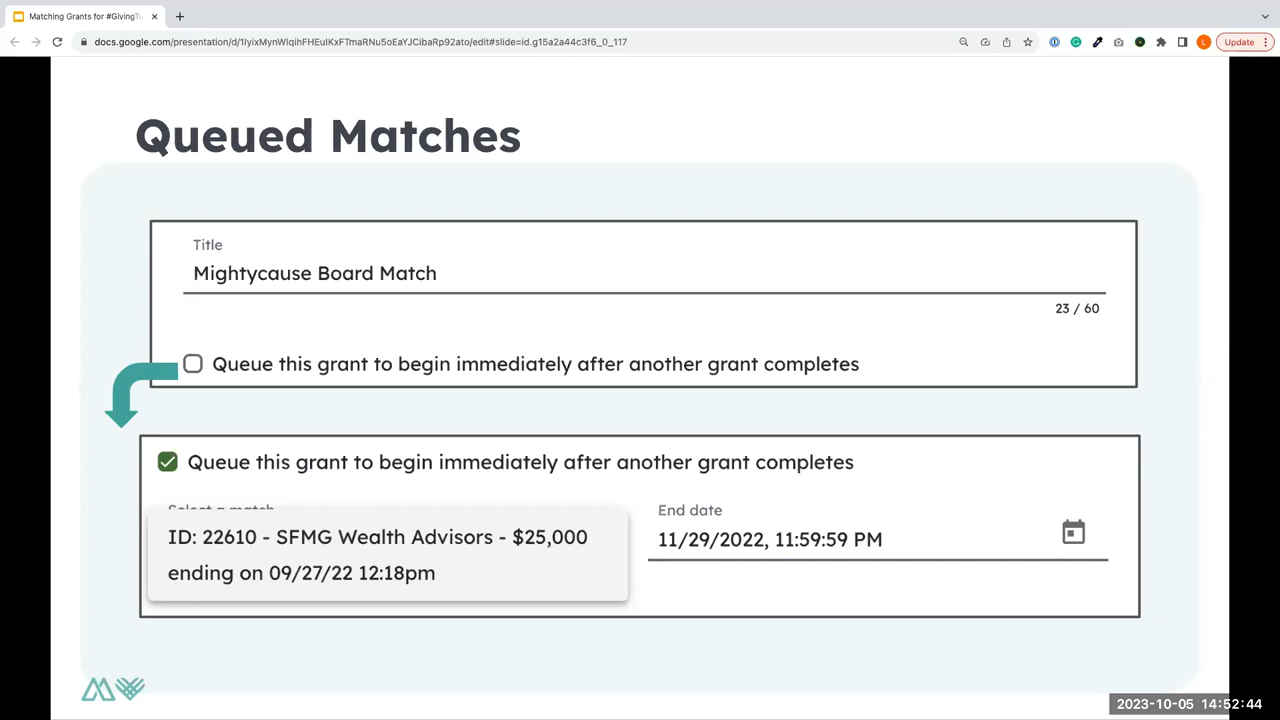 Matching Grants for #GivingTu
docs.google.com/presentation/d/1IyixMynWlqihFHEuIKxFTmaRNu5oEaYJCibaRp92ato/edit#slide=id.g15a2a44c3f6_0_117
Update
Queued Matches
Title
Mightycause Board Match
23 / 60
Queue this grant to begin immediately after another grant completes
Queue this grant to begin immediately after another grant completes
Select a match
End date
ID: 22610 - SFMG Wealth Advisors - $25,000
ending on 09/27/22 12:18pm
11/29/2022, 11:59:59 PM
2023-10-05 14:52:44